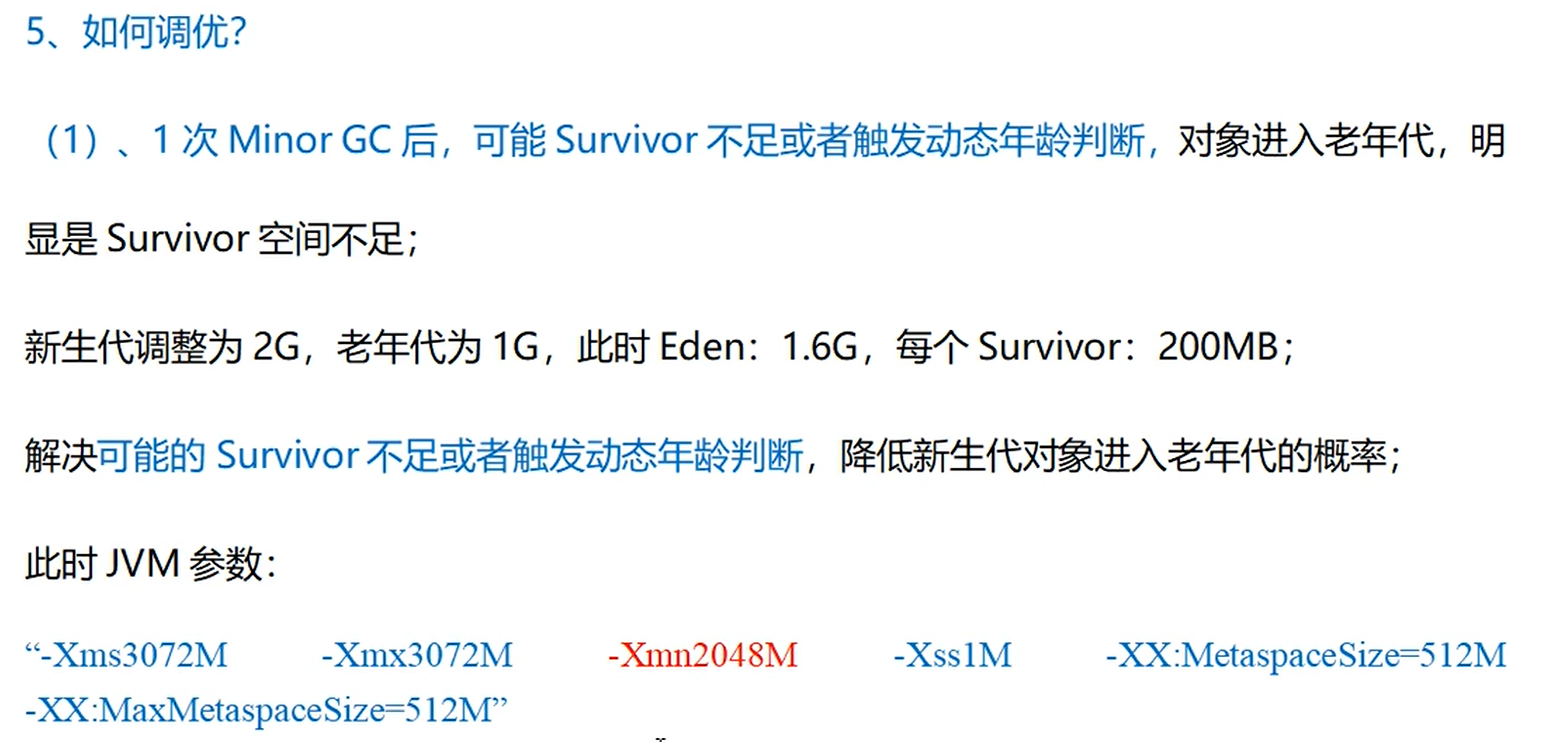 5、如何调优？
（1）、1 次 Minor GC 后，可能 Survivor 不足或者触发动态年龄判断，对象进入老年代，明
显是 Survivor 空间不足；
新生代调整为 2G，老年代为 1G，此时 Eden：1.6G，每个 Survivor：200MB；
解决可能的 Survivor 不足或者触发动态年龄判断，降低新生代对象进入老年代的概率；
此时 JVM 参数：
“-Xms3072M -Xmx3072M -Xmn2048M -Xss1M -XX:MetaspaceSize=512M
-XX:MaxMetaspaceSize=512M”